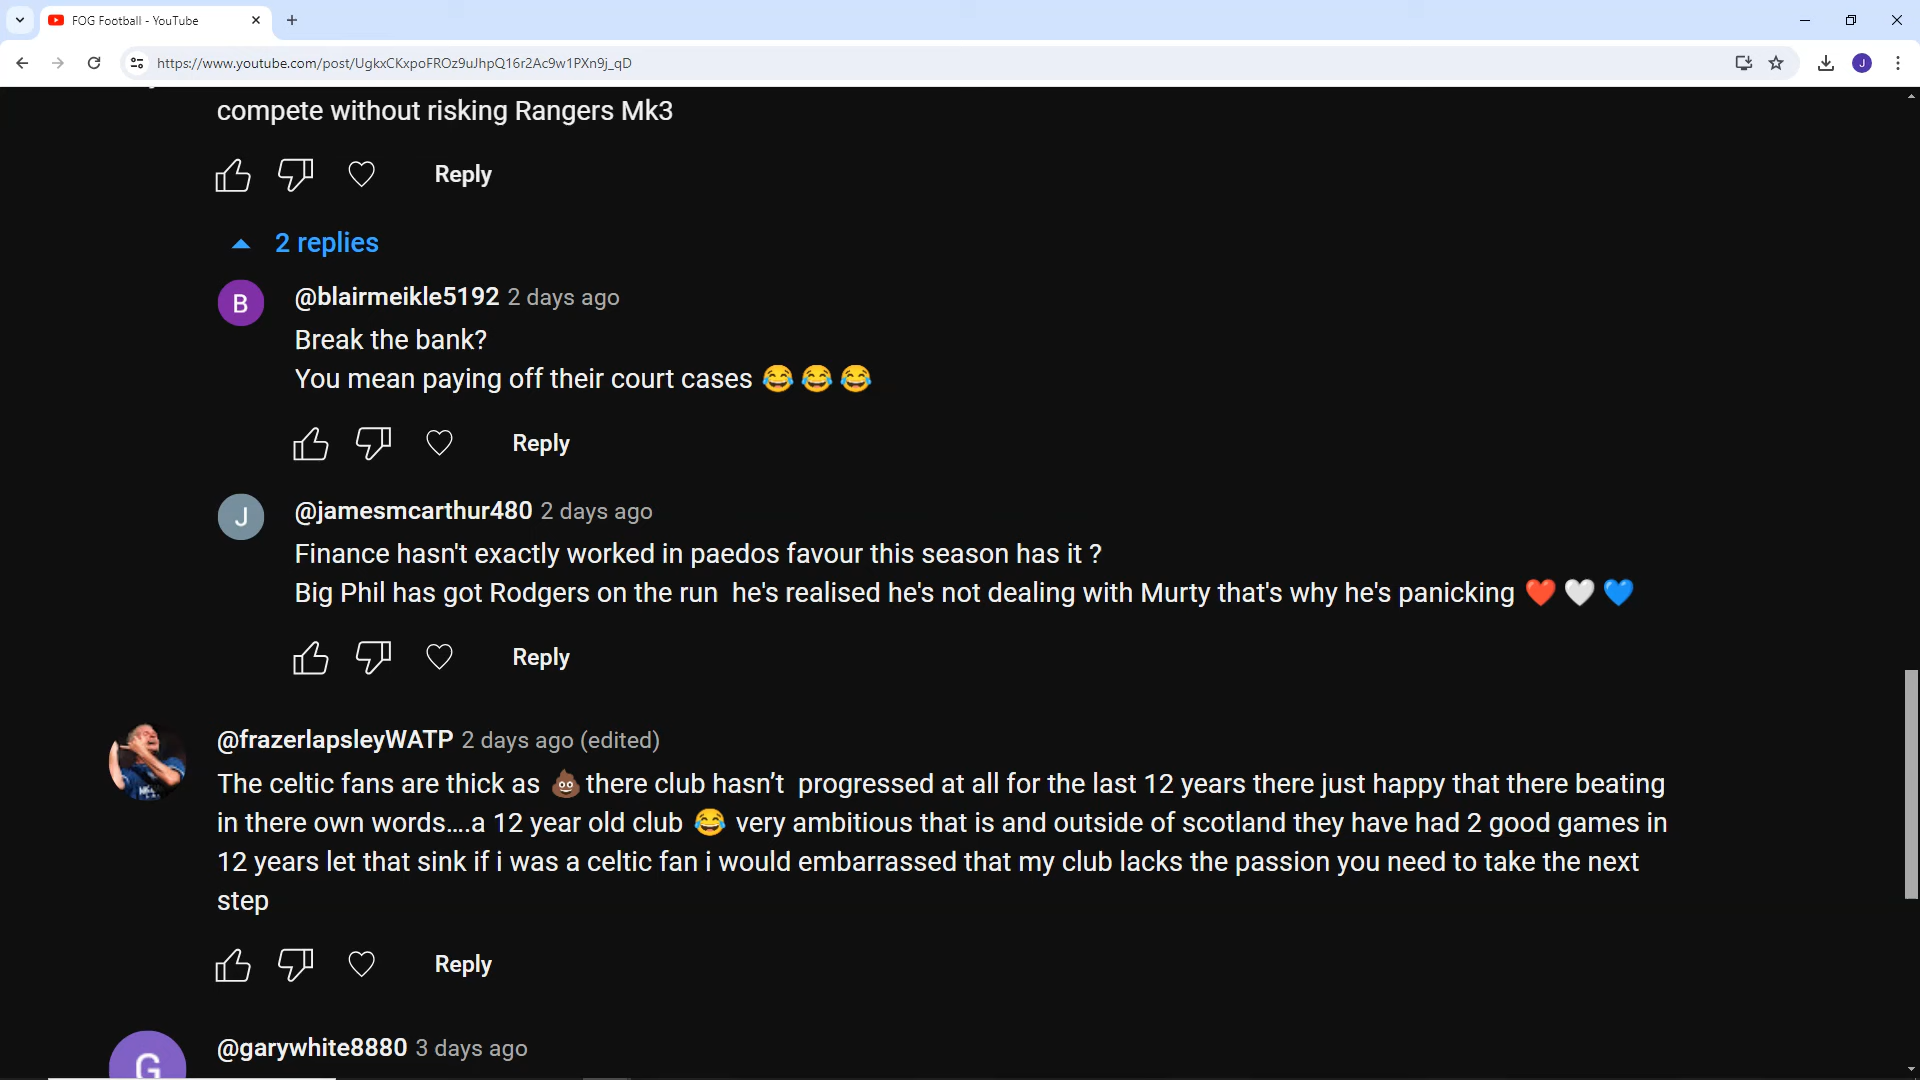 FOG Football - YouTube
https://www.youtube.com/post/UgkxCKxpoFROz9uJhpQ16r2Ac9w1PXn9j_qD
J
compete without risking Rangers Mk3
Reply
2 replies
B
@blairmeikle5192 2 days ago
Break the bank?
You mean paying off their court cases 😂 😂 😂
Reply
J
@jamesmcarthur480 2 days ago
Finance hasn't exactly worked in paedos favour this season has it ?
Big Phil has got Rodgers on the run  he's realised he's not dealing with Murty that's why he's panicking ❤️ 🤍 💙
Reply
@frazerlapsleyWATP 2 days ago (edited)
The celtic fans are thick as 💩 there club hasn’t  progressed at all for the last 12 years there just happy that there beating
in there own words….a 12 year old club 😂 very ambitious that is and outside of scotland they have had 2 good games in
12 years let that sink if i was a celtic fan i would embarrassed that my club lacks the passion you need to take the next
step
Reply
G
@garywhite8880 3 days ago